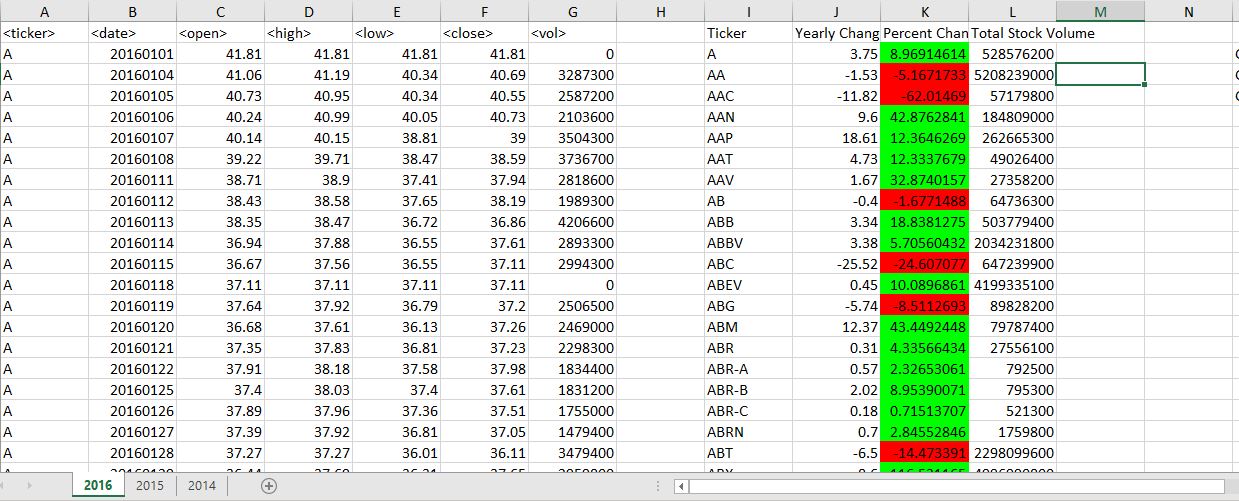 A B C D E F G H I J K L M N
<ticker> <date> <open> <high> <low> <close> <vol> Ticker Yearly Chang Percent Chan Total Stock Volume
A 20160101 41.81 41.81 41.81 41.81 0 A 3.75 8.96914614 528576200
A 20160104 41.06 41.19 40.34 40.69 3287300 AA -1.53 -5.1671733 5208239000
A 20160105 40.73 40.95 40.34 40.55 2587200 AAC -11.82 -62.01469 57179800
A 20160106 40.24 40.99 40.05 40.73 2103600 AAN 9.6 42.8762841 184809000
A 20160107 40.14 40.15 38.81 39 3504300 AAP 18.61 12.3646269 262665300
A 20160108 39.22 39.71 38.47 38.59 3736700 AAT 4.73 12.3337679 49026400
A 20160111 38.71 38.9 37.41 37.94 2818600 AAV 1.67 32.8740157 27358200
A 20160112 38.43 38.58 37.65 38.19 1989300 AB -0.4 -1.6771488 64736300
A 20160113 38.35 38.47 36.72 36.86 4206600 ABB 3.34 18.8381275 503779400
A 20160114 36.94 37.88 36.55 37.61 2893300 ABBV 3.38 5.70560432 2034231800
A 20160115 36.67 37.56 36.55 37.11 2994300 ABC -25.52 -24.607077 647239900
A 20160118 37.11 37.11 37.11 37.11 0 ABEV 0.45 10.0896861 4199335100
A 20160119 37.64 37.92 36.79 37.2 2506500 ABG -5.74 -8.5112693 89828200
A 20160120 36.68 37.61 36.13 37.26 2469000 ABM 12.37 43.4492448 79787400
A 20160121 37.35 37.83 36.81 37.23 2298300 ABR 0.31 4.33566434 27556100
A 20160122 37.91 38.18 37.58 37.98 1834400 ABR-A 0.57 2.32653061 792500
A 20160125 37.4 38.03 37.4 37.61 1831200 ABR-B 2.02 8.95390071 795300
A 20160126 37.89 37.96 37.36 37.51 1755000 ABR-C 0.18 0.71513707 521300
A 20160127 37.39 37.92 36.81 37.05 1479400 ABRN 0.7 2.84552846 1759800
A 20160128 37.27 37.27 36.01 36.11 3479400 ABT -6.5 -14.473391 2298099600
2016 2015 2014